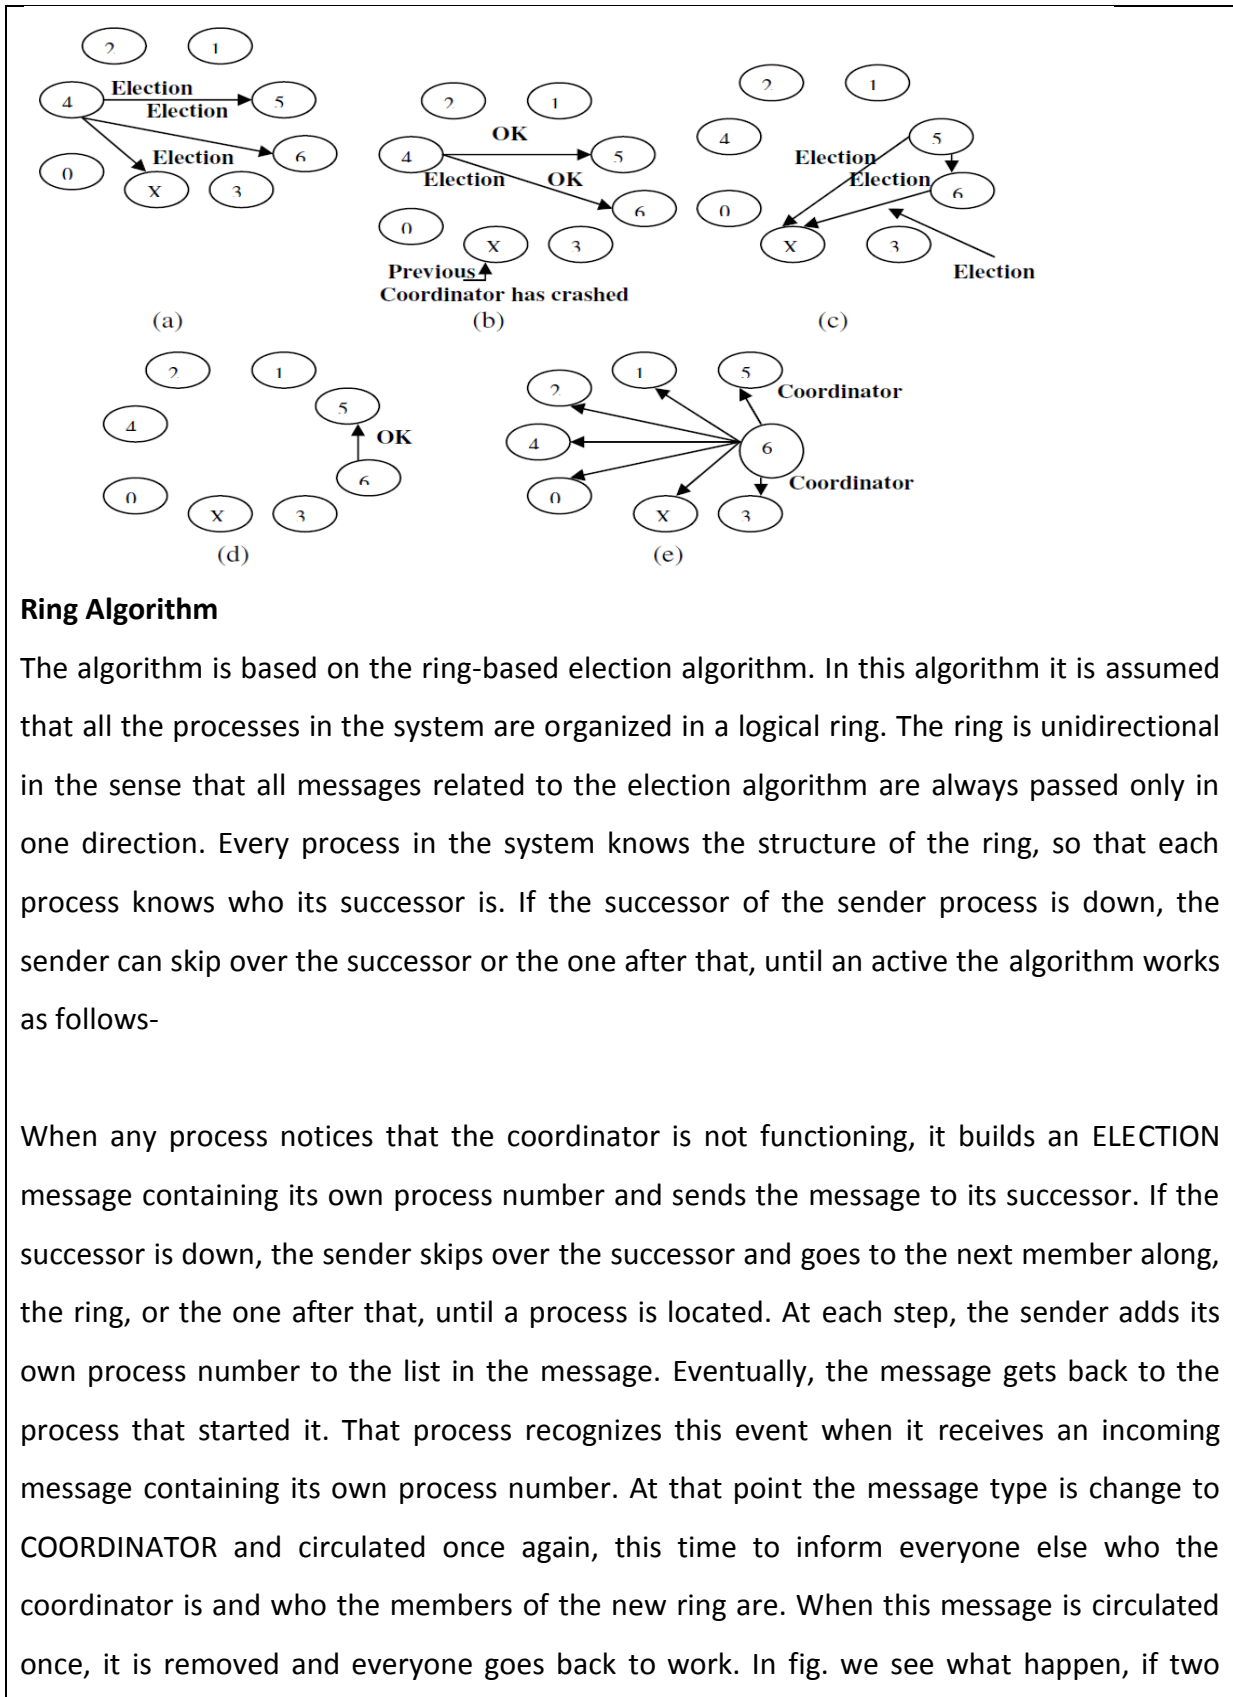 2 1
4 Election 5
Election
6
Election
0 X 3
(a)
2 1
OK
4 5
Election OK
6
0 X 3
Previous
Coordinator has crashed
(b)
2 1
4 5
Election
Election 6
0
X 3
Election
(c)
2 1
5
4 OK
6
0 X 3
(d)
1 5
2 Coordinator
4 6
0 Coordinator
X 3
(e)
Ring Algorithm
The algorithm is based on the ring-based election algorithm. In this algorithm it is assumed
that all the processes in the system are organized in a logical ring. The ring is unidirectional
in the sense that all messages related to the election algorithm are always passed only in
one direction. Every process in the system knows the structure of the ring, so that each
process knows who its successor is. If the successor of the sender process is down, the
sender can skip over the successor or the one after that, until an active the algorithm works
as follows-
When any process notices that the coordinator is not functioning, it builds an ELECTION
message containing its own process number and sends the message to its successor. If the
successor is down, the sender skips over the successor and goes to the next member along,
the ring, or the one after that, until a process is located. At each step, the sender adds its
own process number to the list in the message. Eventually, the message gets back to the
process that started it. That process recognizes this event when it receives an incoming
message containing its own process number. At that point the message type is change to
COORDINATOR and circulated once again, this time to inform everyone else who the
coordinator is and who the members of the new ring are. When this message is circulated
once, it is removed and everyone goes back to work. In fig. we see what happen, if two